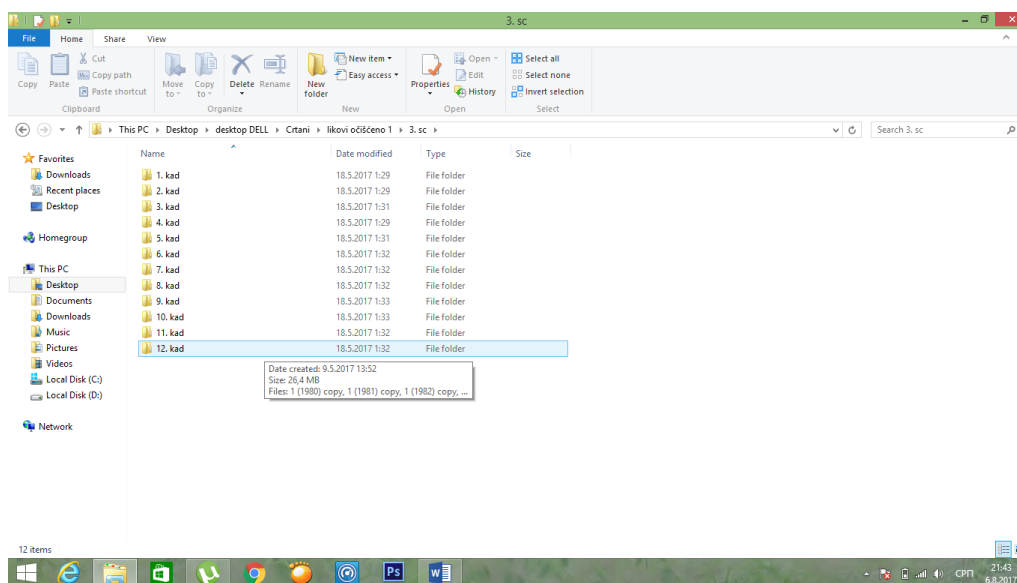 3. sc
File Home Share View
Copy
Paste
Cut
Copy path
Paste shortcut
Move to
Copy to
Delete
Rename
New folder
New item
Easy access
Properties
Open
Edit
History
Select all
Select none
Invert selection
Clipboard Organize New Open Select
This PC Desktop desktop DELL Crtani likovi očišćeno 1 3. sc
Search 3. sc
Favorites
Downloads
Recent places
Desktop
Homegroup
This PC
Desktop
Documents
Downloads
Music
Pictures
Videos
Local Disk (C:)
Local Disk (D:)
Network
Name Date modified Type Size
1. kad 18.5.2017 1:29 File folder
2. kad 18.5.2017 1:29 File folder
3. kad 18.5.2017 1:31 File folder
4. kad 18.5.2017 1:29 File folder
5. kad 18.5.2017 1:31 File folder
6. kad 18.5.2017 1:32 File folder
7. kad 18.5.2017 1:32 File folder
8. kad 18.5.2017 1:32 File folder
9. kad 18.5.2017 1:33 File folder
10. kad 18.5.2017 1:33 File folder
11. kad 18.5.2017 1:32 File folder
12. kad 18.5.2017 1:32 File folder
Date created: 9.5.2017 13:52
Size: 26,4 MB
Files: 1 (1980) copy, 1 (1981) copy, 1 (1982) copy, ...
12 items
Ps
W
СРП
21:43
6.8.2017